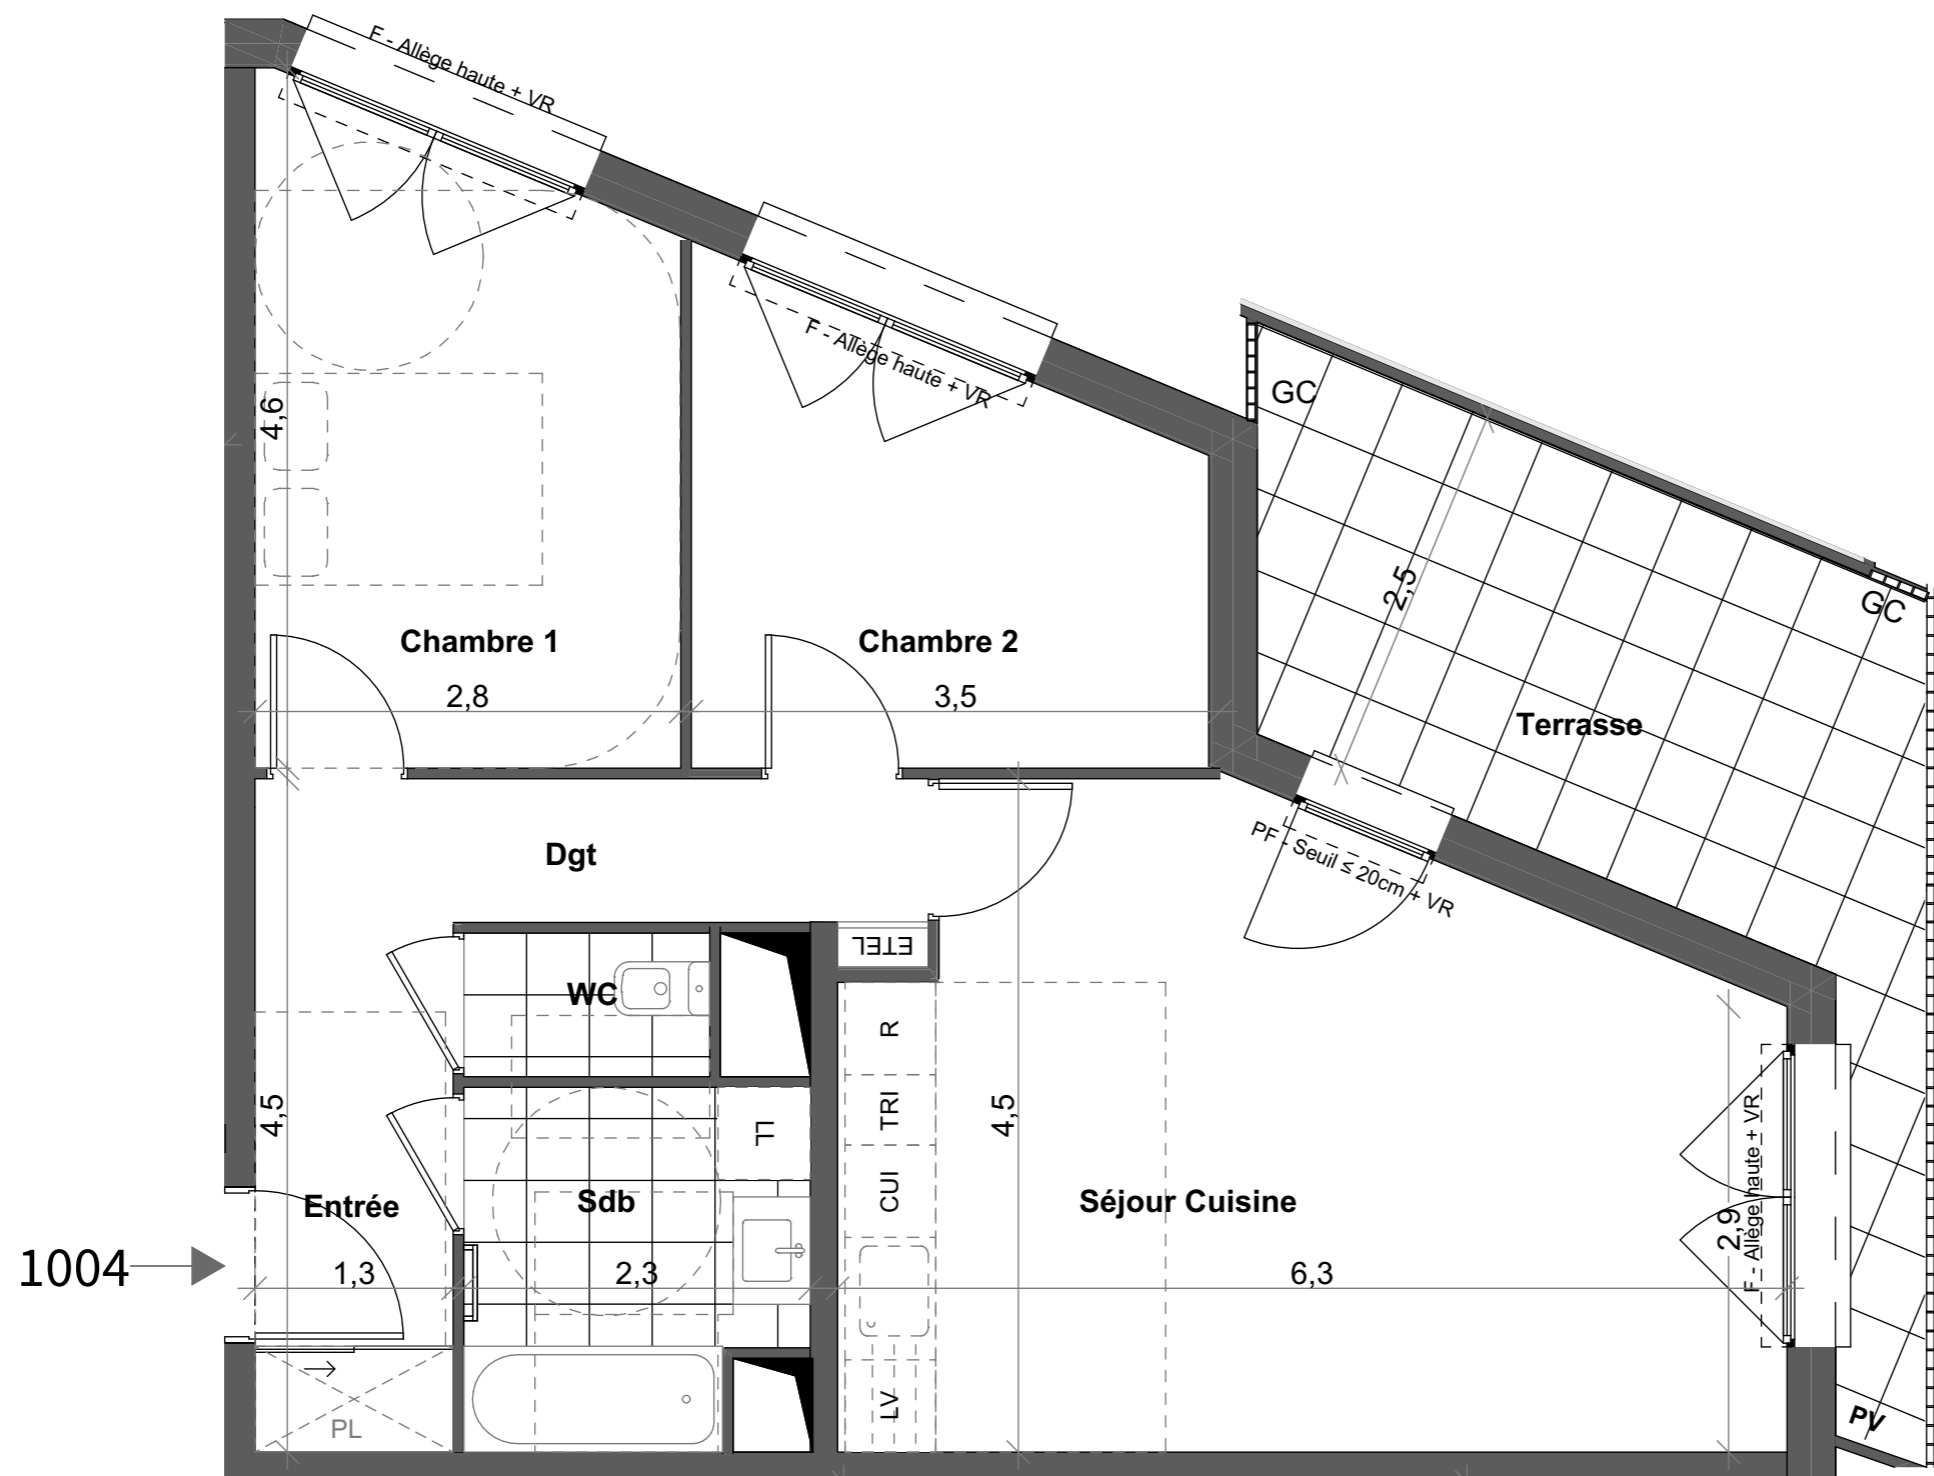 F - Allège haute + VR
F - Allège haute + VR
GC
4,6
2,5
GC
Chambre 1
Chambre 2
2,8
3,5
Terrasse
PF - Seuil ≤ 20cm + VR
Dgt
ETEL
WC
R
TRI
LL
4,5
4,5
CUI
F - Allège haute + VR
Entrée
Sdb
Séjour Cuisine
2,9
1004
1,3
2,3
6,3
LV
PL
PV